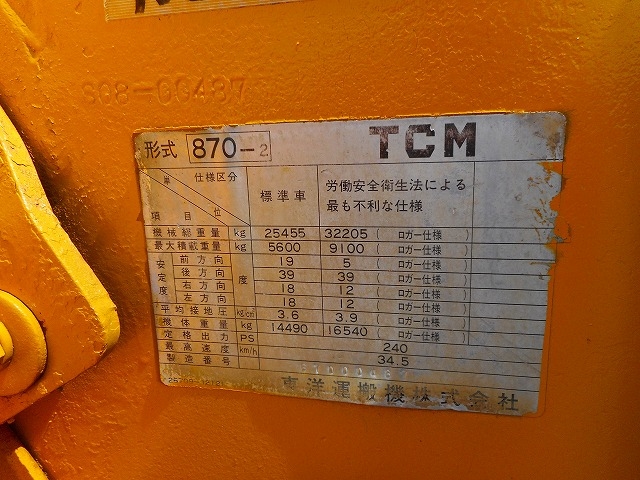 S08-00487
形式 870-2 TCM
単位 仕様区分 標準車 労働安全衛生法による
項目 最も不利な仕様
機械総重量 kg 25455 32205 ( ロガー仕様 )
最大積載重量 kg 5600 9100 ( ロガー仕様 )
安定度 前方向 度 19 5 ( ロガー仕様 )
後方向 39 39 ( ロガー仕様 )
右方向 18 12 ( ロガー仕様 )
左方向 18 12 ( ロガー仕様 )
平均接地圧 kg/cm² 3.6 3.9 ( ロガー仕様 )
機体重量 kg 14490 16540 ( ロガー仕様 )
定格出力 PS 240
最高速度 km/h 34.5
製造番号
東洋運搬機株式会社